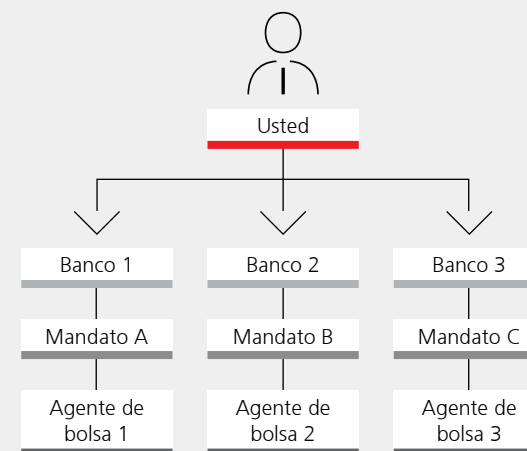 Usted
Banco 1
Banco 2
Banco 3
Mandato A
Mandato B
Mandato C
Agente de
bolsa 1
Agente de
bolsa 2
Agente de
bolsa 3